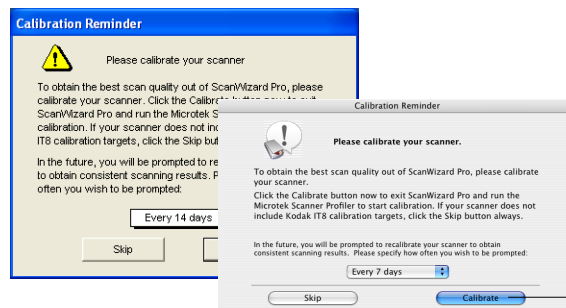 Calibration Reminder
Please calibrate your scanner
To obtain the best scan quality out of ScanWizard Pro, please
calibrate your scanner. Click the
ScanWizard Pro and run the Microtek
calibration. If your scanner does not
IT8 calibration targets, click the Skip
In the future, you will be prompted to
to obtain consistent scanning results.
often you wish to be prompted:
Every 14 days
Skip
Calibration Reminder
Please calibrate your scanner.
To obtain the best scan quality out of ScanWizard Pro, please calibrate
your scanner.
Click the Calibrate button now to exit ScanWizard Pro and run the
Microtek Scanner Profiler to start calibration. If your scanner does not
include Kodak IT8 calibration targets, click the Skip button always.
In the future, you will be prompted to recalibrate your scanner to obtain
consistent scanning results. Please specify how often you wish to be prompted:
Every 7 days
Skip
Calibrate